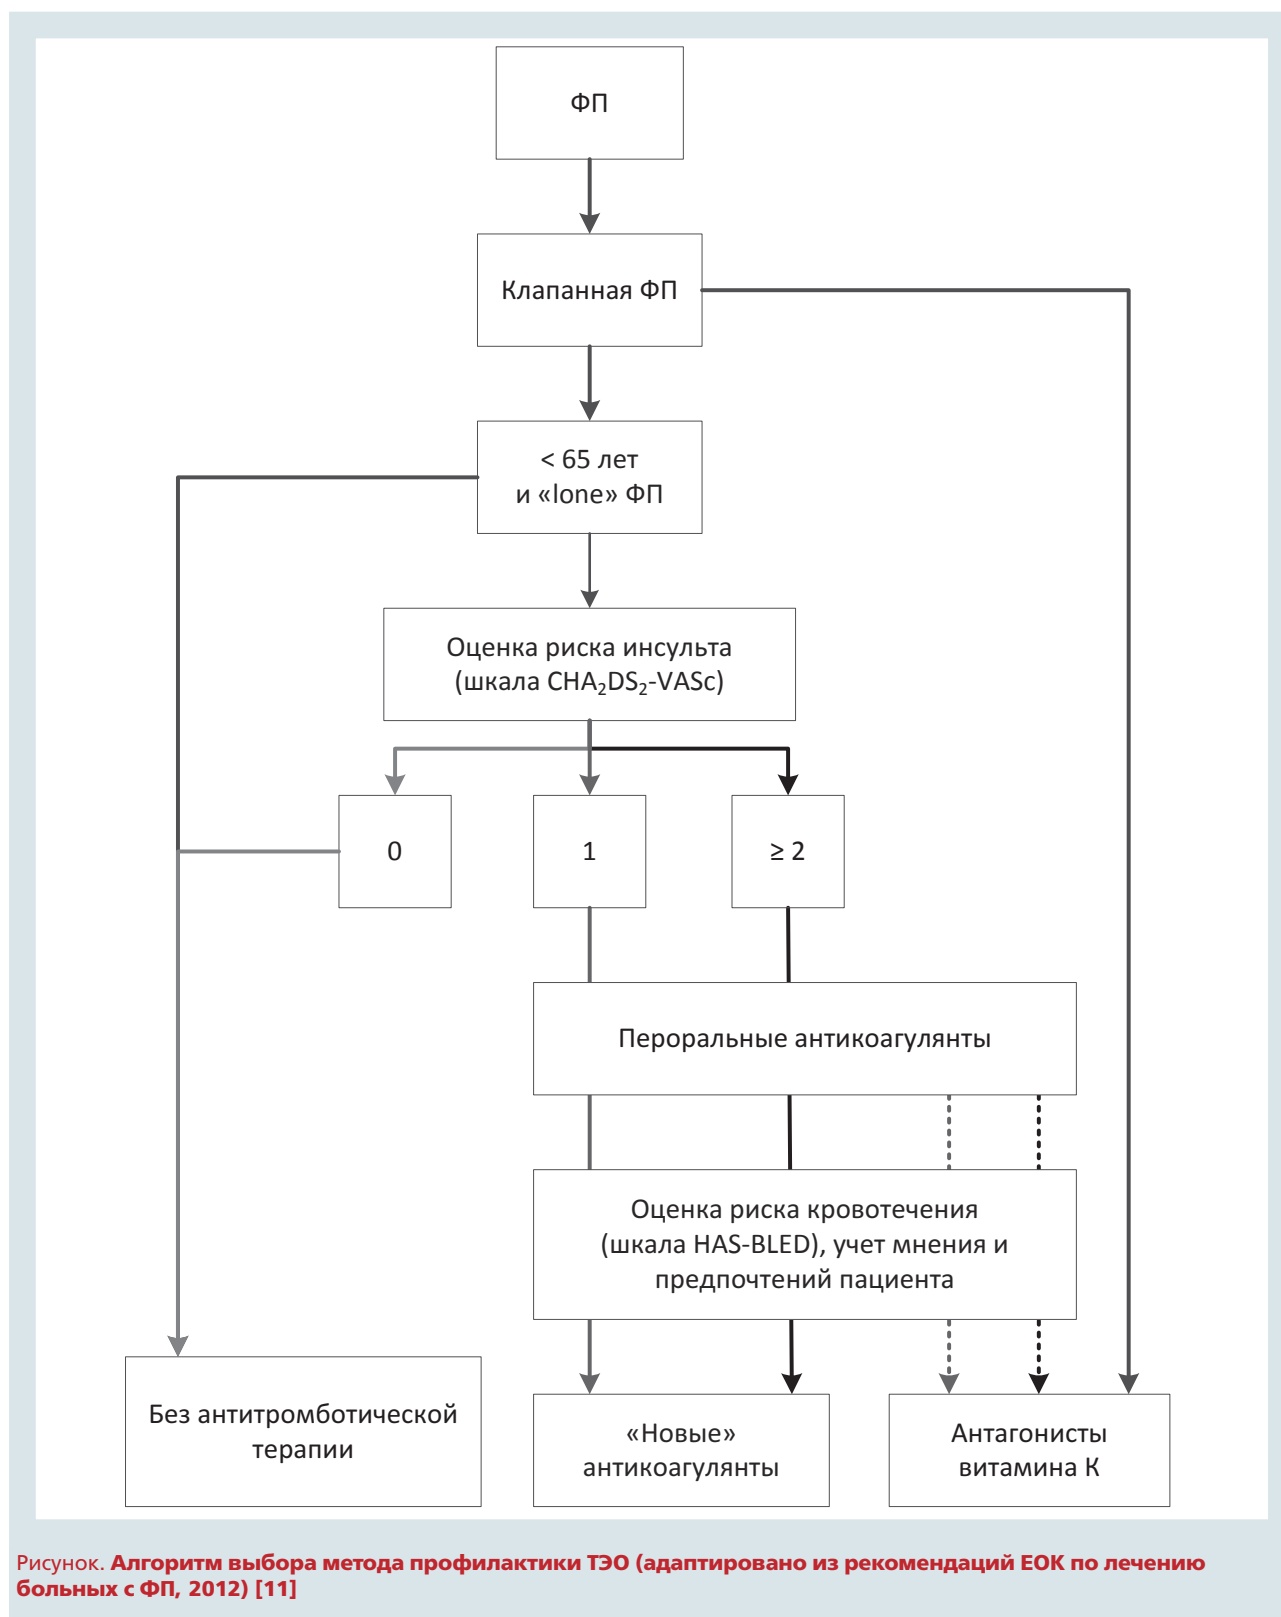 ФП
Клапанная ФП
< 65 лет
и «lone» ФП
Оценка риска инсульта
(шкала CHA₂DS₂-VASc)
0
1
≥ 2
Пероральные антикоагулянты
Оценка риска кровотечения
(шкала HAS-BLED), учет мнения и
предпочтений пациента
Без антитромботической
терапии
«Новые»
антикоагулянты
Антагонисты
витамина К
Рисунок. Алгоритм выбора метода профилактики ТЭО (адаптировано из рекомендаций ЕОК по лечению
больных с ФП, 2012) [11]